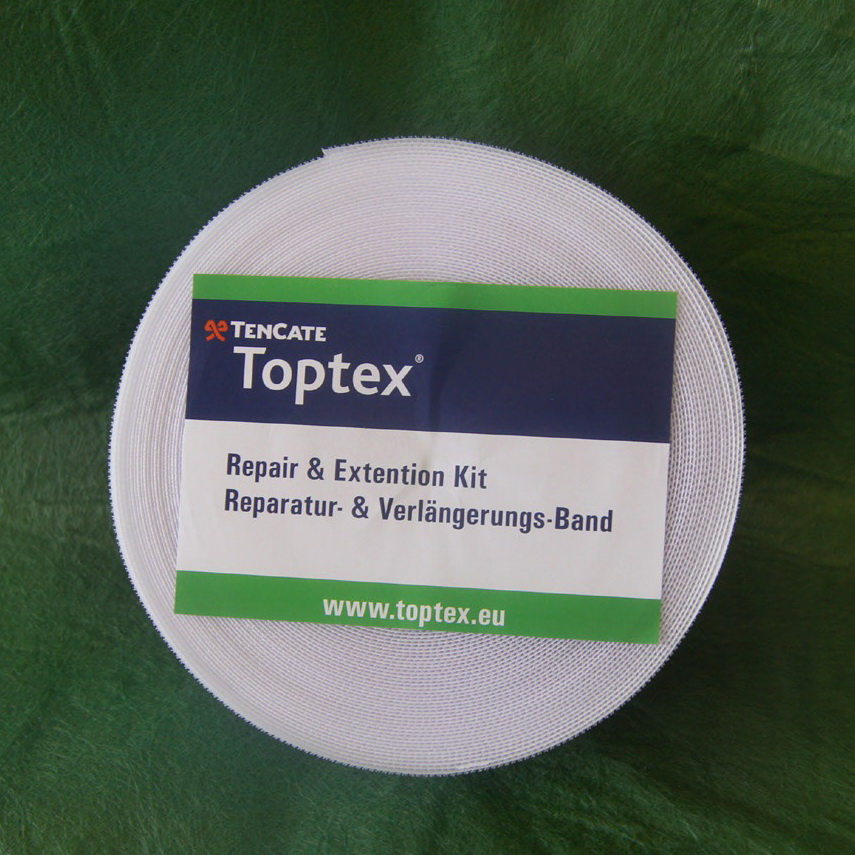 TENCATE
Toptex®
Repair & Extention Kit
Reparatur- & Verlängerungs-Band
www.toptex.eu